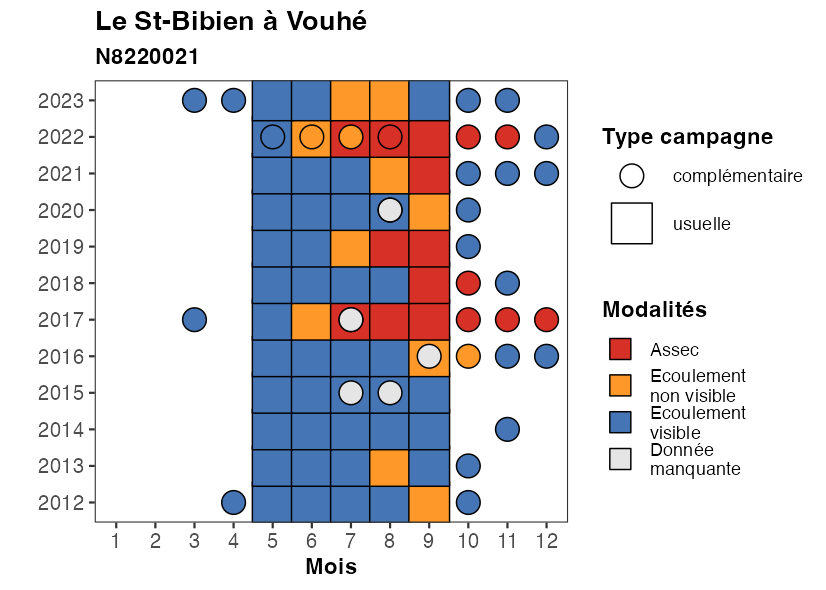 Le St-Bibien à Vouhé
N8220021
2023
2022
2021
2020
2019
2018
2017
2016
2015
2014
2013
2012
1 2 3 4 5 6 7 8 9 10 11 12
Mois
Type campagne
complémentaire
usuelle
Modalités
Assec
Ecoulement
non visible
Ecoulement
visible
Donnée
manquante